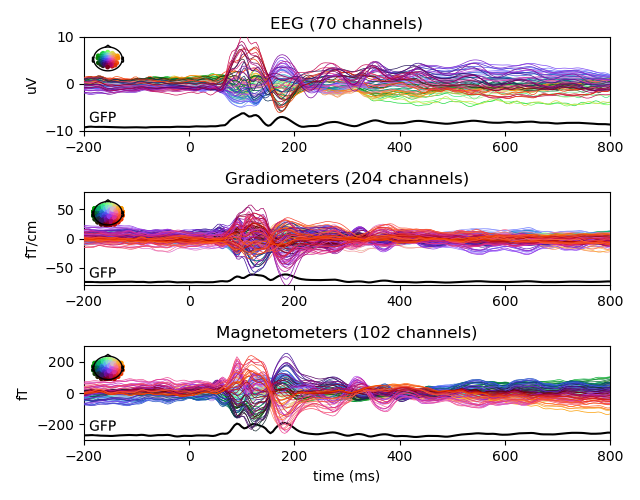 EEG (70 channels)
10
0
−10
uV
GFP
−200 0 200 400 600 800
Gradiometers (204 channels)
50
0
−50
fT/cm
GFP
−200 0 200 400 600 800
Magnetometers (102 channels)
200
0
−200
fT
GFP
−200 0 200 400 600 800
time (ms)